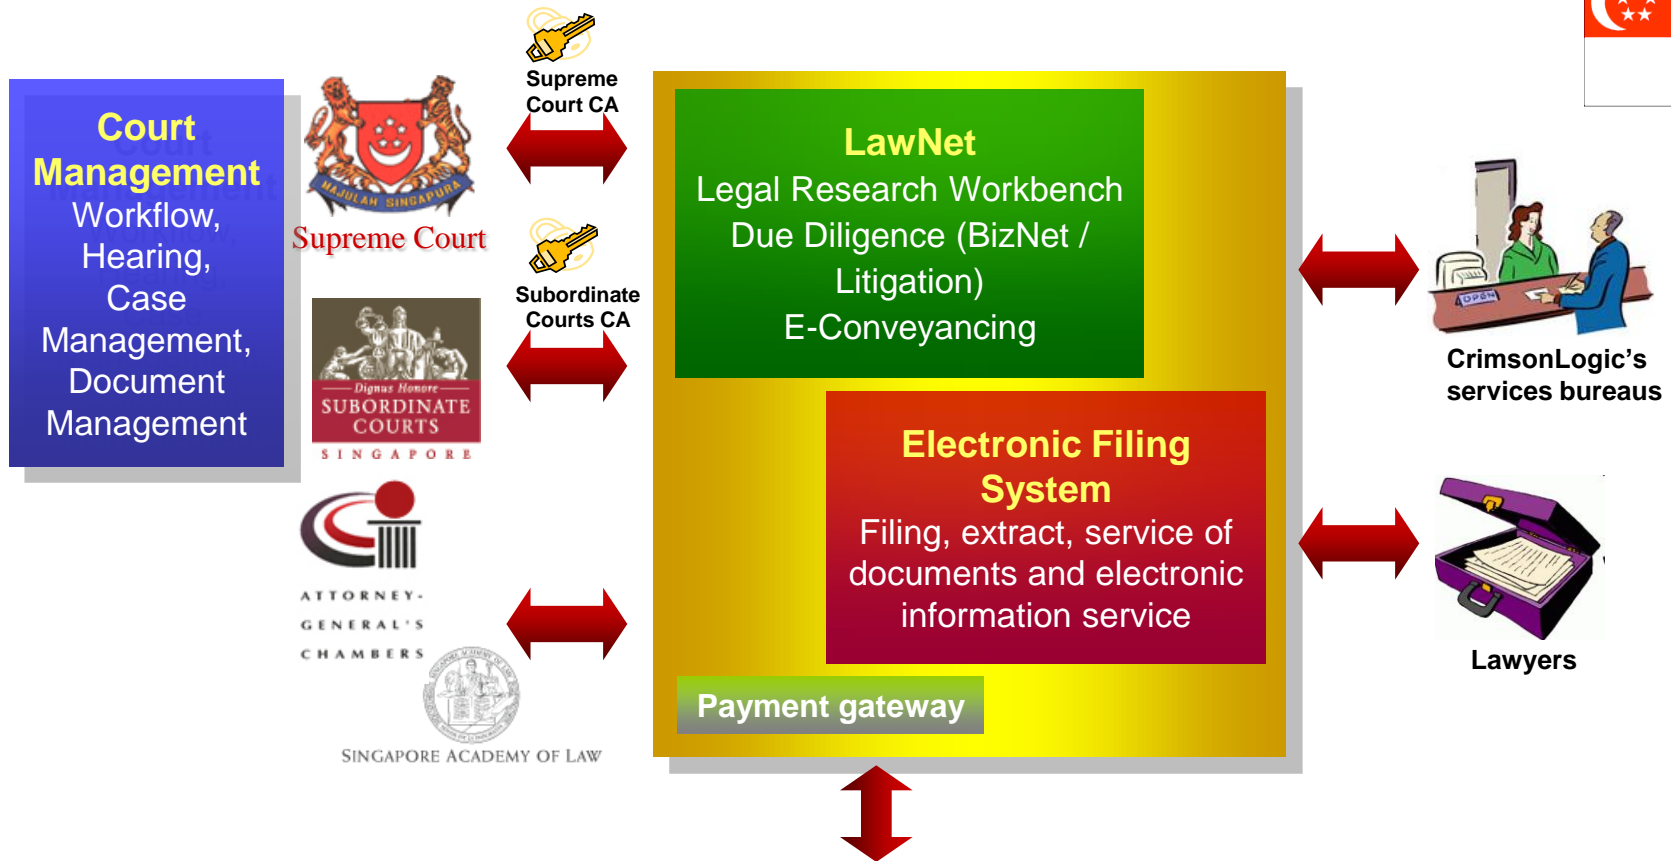 Court
Management
Workflow,
Hearing,
Case
Management,
Document
Management
MAJULAH SINGAPURA
Supreme Court
Dignus Honore
SUBORDINATE
COURTS
SINGAPORE
ATTORNEY-
GENERAL'S
CHAMBERS
SINGAPORE ACADEMY OF LAW
Supreme
Court CA
Subordinate
Courts CA
LawNet
Legal Research Workbench
Due Diligence (BizNet /
Litigation)
E-Conveyancing
Electronic Filing
System
Filing, extract, service of
documents and electronic
information service
Payment gateway
OPEN
CrimsonLogic’s
services bureaus
Lawyers